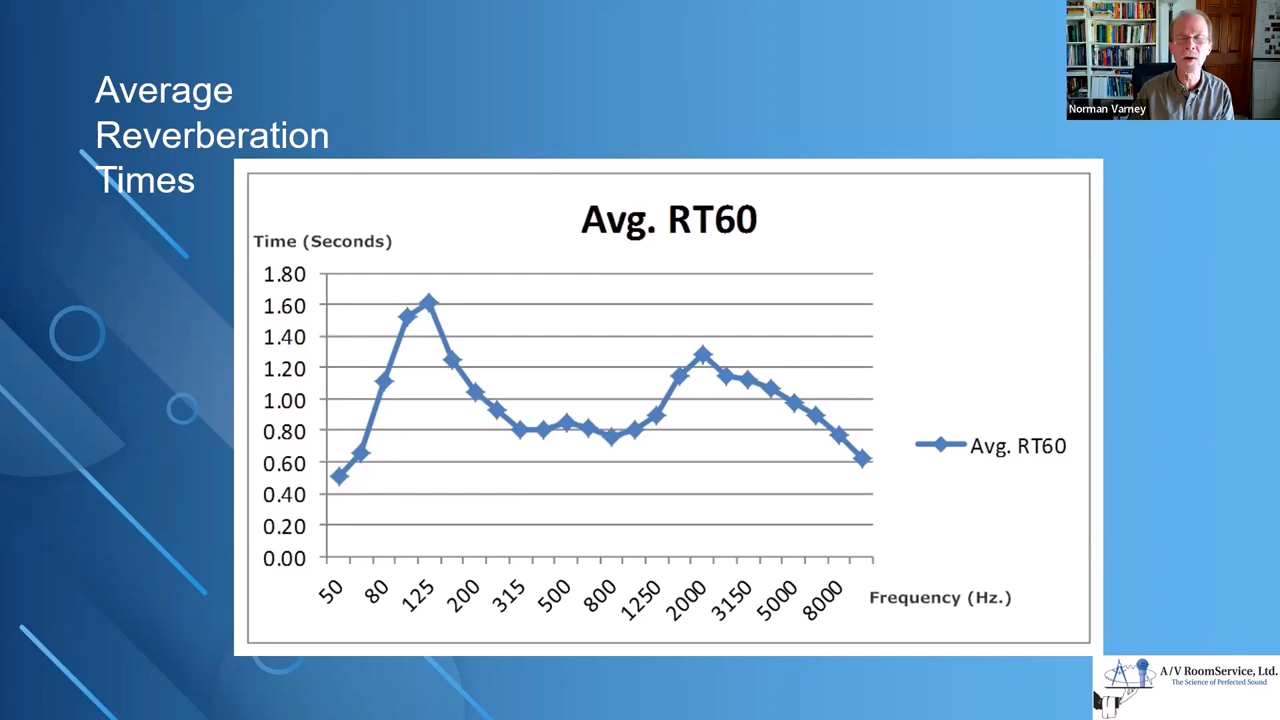 Average
Reverberation
Times
Norman Varney
Avg. RT60
Time (Seconds)
1.80
1.60
1.40
1.20
1.00
0.80
0.60
0.40
0.20
0.00
50
80
125
200
315
500
800
1250
2000
3150
5000
8000
Frequency (Hz.)
Avg. RT60
A/V RoomService, Ltd.
The Science of Perfected Sound